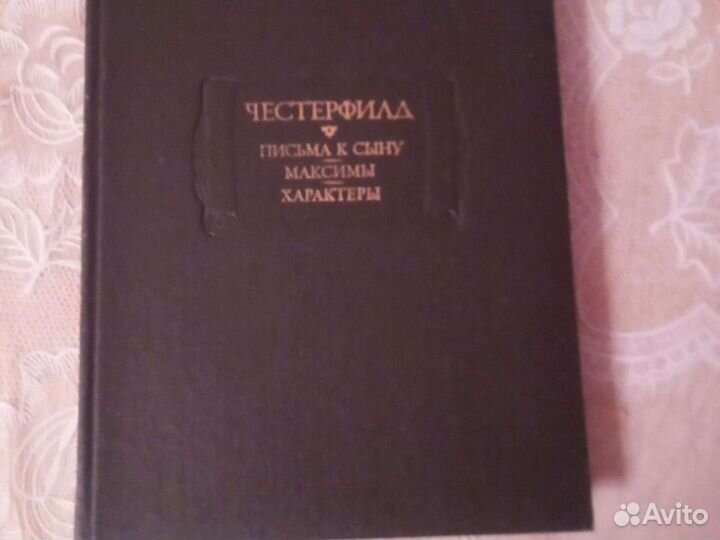 ЧЕСТЕРФИЛД
ПИСЬМА К СЫНУ
МАКСИМЫ
ХАРАКТЕРЫ
Avito